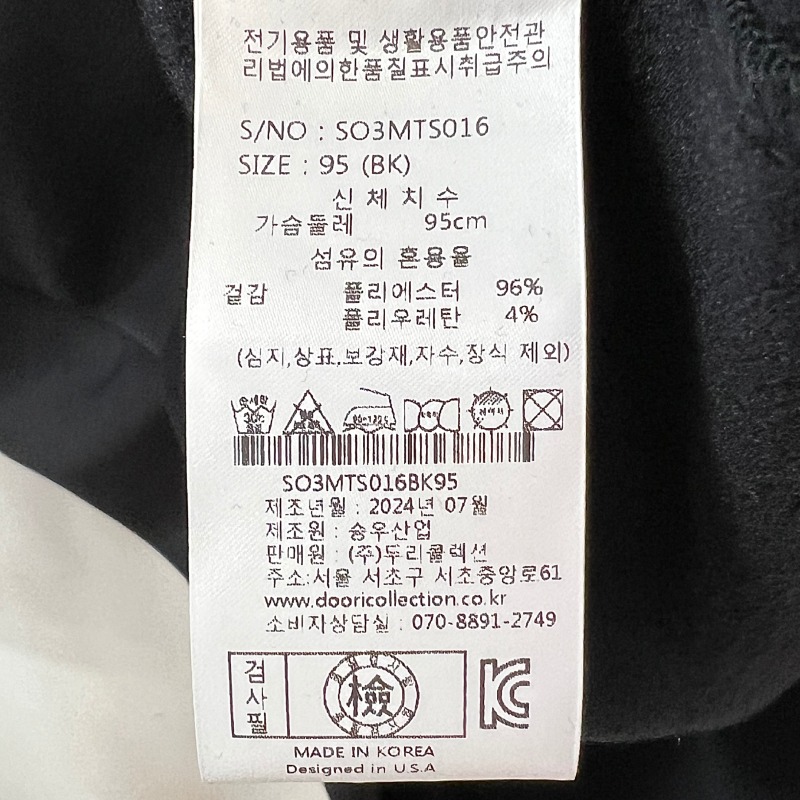 전기용품 및 생활용품안전관
리법에의한품질표시취급주의
S/NO : SO3MTS016
SIZE : 95 (BK)
신 체 치 수
가슴둘레 95cm
섬유의 혼용율
겉감 폴리에스터 96%
폴리우레탄 4%
(심지,상표,보강재,자수,장식 제외)
SO3MTS016BK95
제조년월 : 2024년 07월
제조원 : 승우산업
판매원 : (주)두리콜렉션
주소:서울 서초구 서초중앙로61
www.dooricollection.co.kr
소비자상담실 : 070-8891-2749
검사필 檢
MADE IN KOREA
Designed in U.S.A